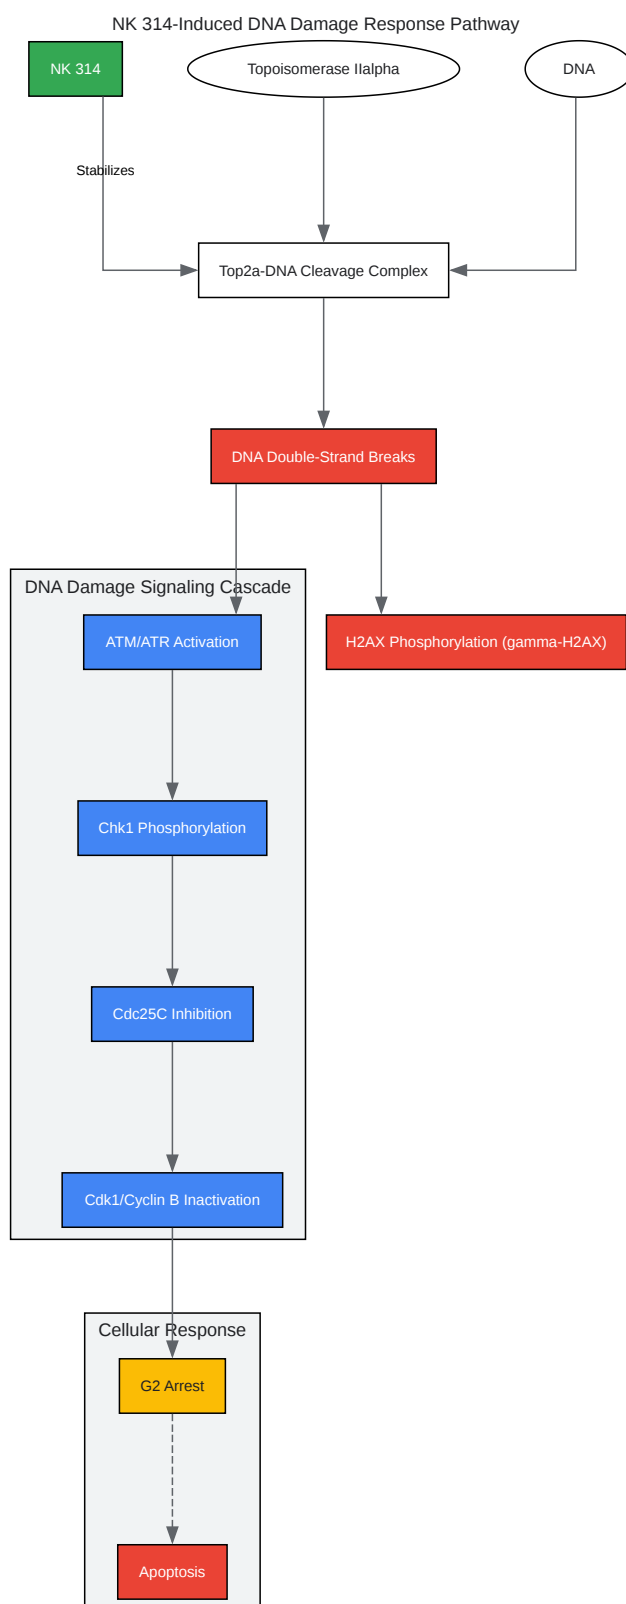 NK 314-Induced DNA Damage Response Pathway
NK 314
Topoisomerase IIalpha
DNA
Stabilizes
Top2a-DNA Cleavage Complex
DNA Double-Strand Breaks
DNA Damage Signaling Cascade
ATM/ATR Activation
H2AX Phosphorylation (gamma-H2AX)
Chk1 Phosphorylation
Cdc25C Inhibition
Cdk1/Cyclin B Inactivation
Cellular Response
G2 Arrest
Apoptosis